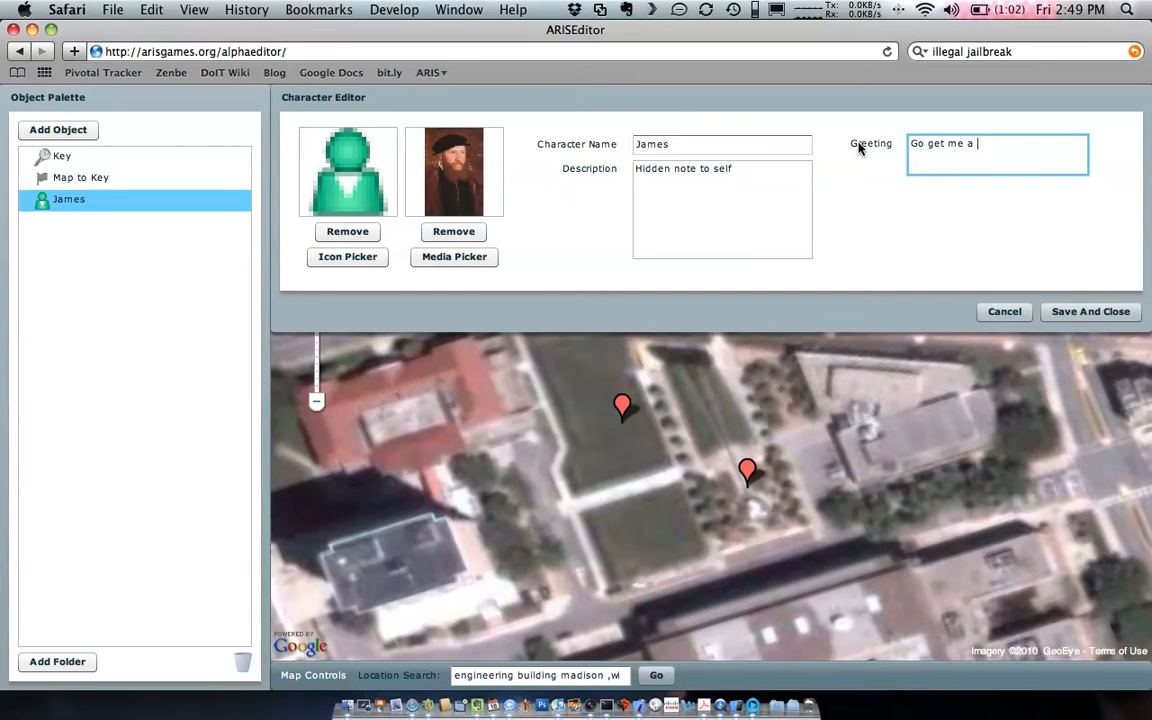 Safari File Edit View History Bookmarks Develop Window Help Tx: 0.0KB/s Rx: 0.0KB/s (1:02) Fri 2:49 PM
ARISEditor
http://arisgames.org/alphaeditor/ illegal jailbreak
Pivotal Tracker Zenbe DoIT Wiki Blog Google Docs bit.ly ARIS
Object Palette Character Editor
Add Object
Key
Map to Key
James
Character Name James Greeting Go get me a
Description Hidden note to self
Remove Remove
Icon Picker Media Picker
Cancel Save And Close
POWERED BY
Google
Imagery ©2010 GeoEye - Terms of Use
Add Folder Map Controls Location Search: engineering building madison ,wi Go